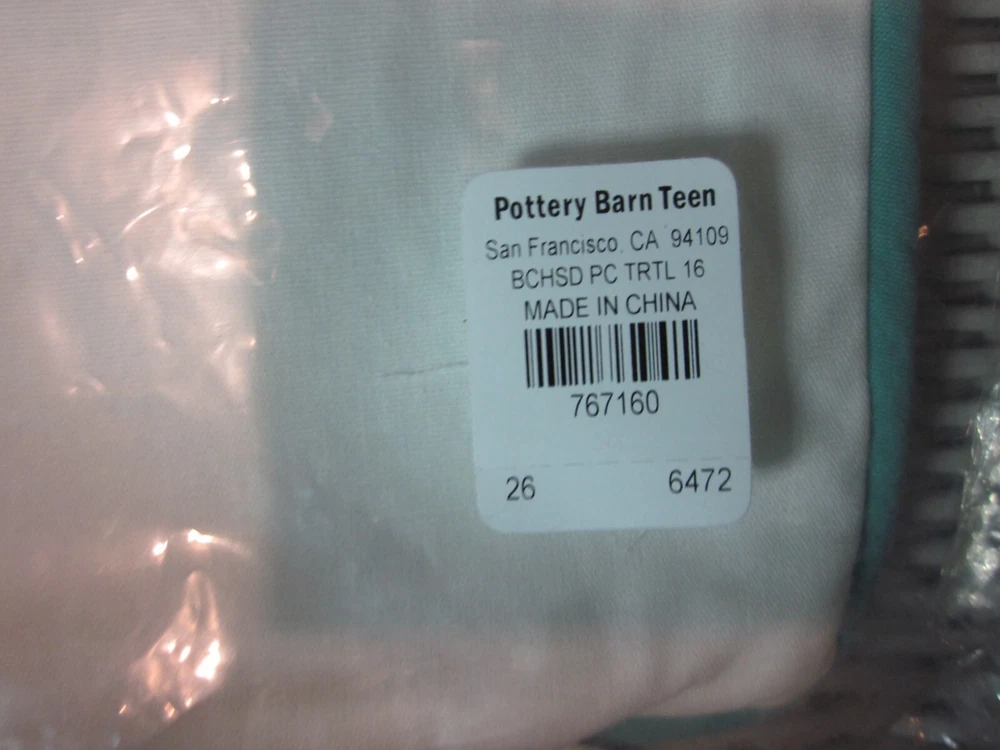 Pottery Barn Teen
San Francisco, CA 94109
BCHSD PC TRTL 16
MADE IN CHINA
767160
26 6472